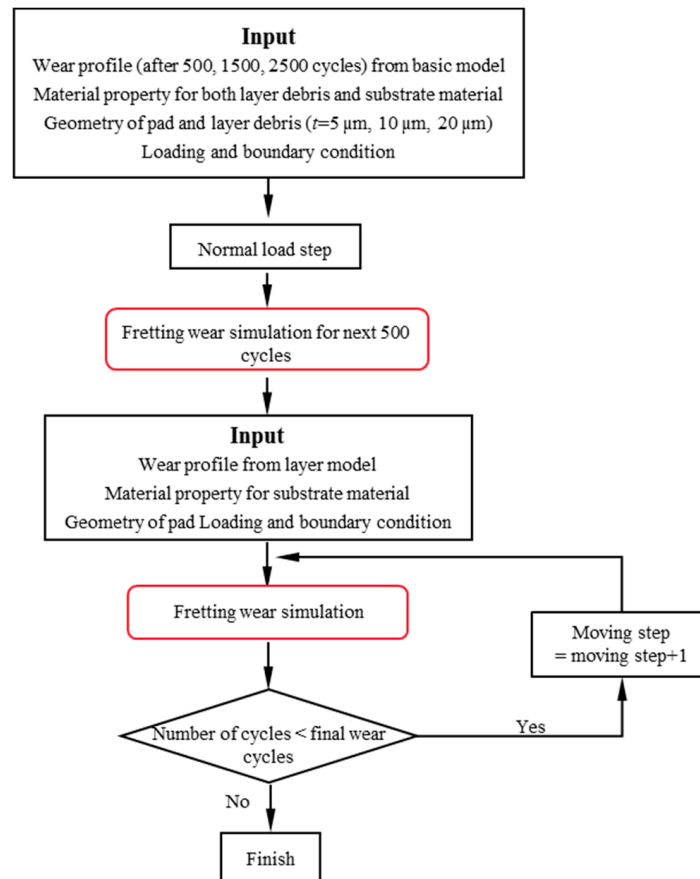 Input
Wear profile (after 500, 1500, 2500 cycles) from basic model
Material property for both layer debris and substrate material
Geometry of pad and layer debris (t=5 μm, 10 μm, 20 μm)
Loading and boundary condition
Normal load step
Fretting wear simulation for next 500
cycles
Input
Wear profile from layer model
Material property for substrate material
Geometry of pad Loading and boundary condition
Fretting wear simulation
Moving step
= moving step+1
Number of cycles < final wear
cycles
Yes
No
Finish